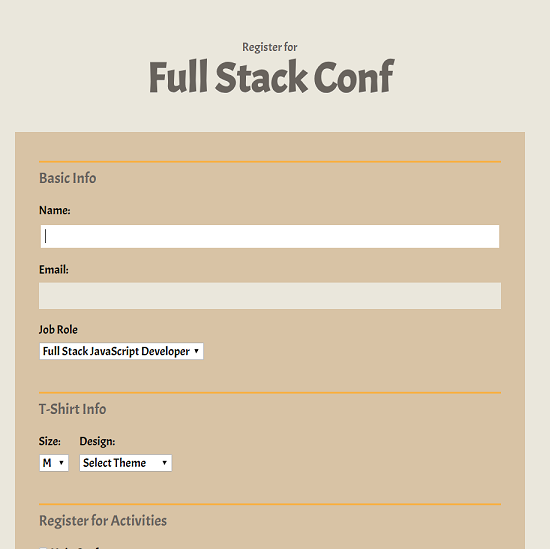 Register for
Full Stack Conf
Basic Info
Name:
Email:
Job Role
Full Stack JavaScript Developer
T-Shirt Info
Size: Design:
M Select Theme
Register for Activities